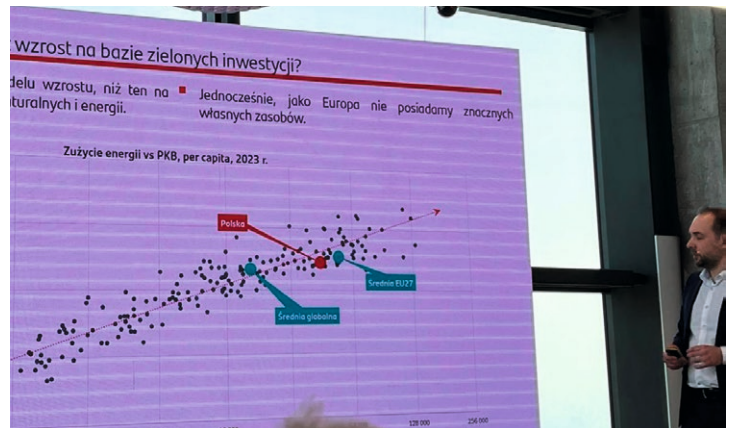 wzrost na bazie zielonych inwestycji?
delu wzrostu, niż ten na
turalnych i energii.
Jednocześnie, jako Europa nie posiadamy znacznych
własnych zasobów.
Zużycie energii vs PKB, per capita, 2023 r.
Polska
Średnia EU27
Średnia globalna
128 000
256 000